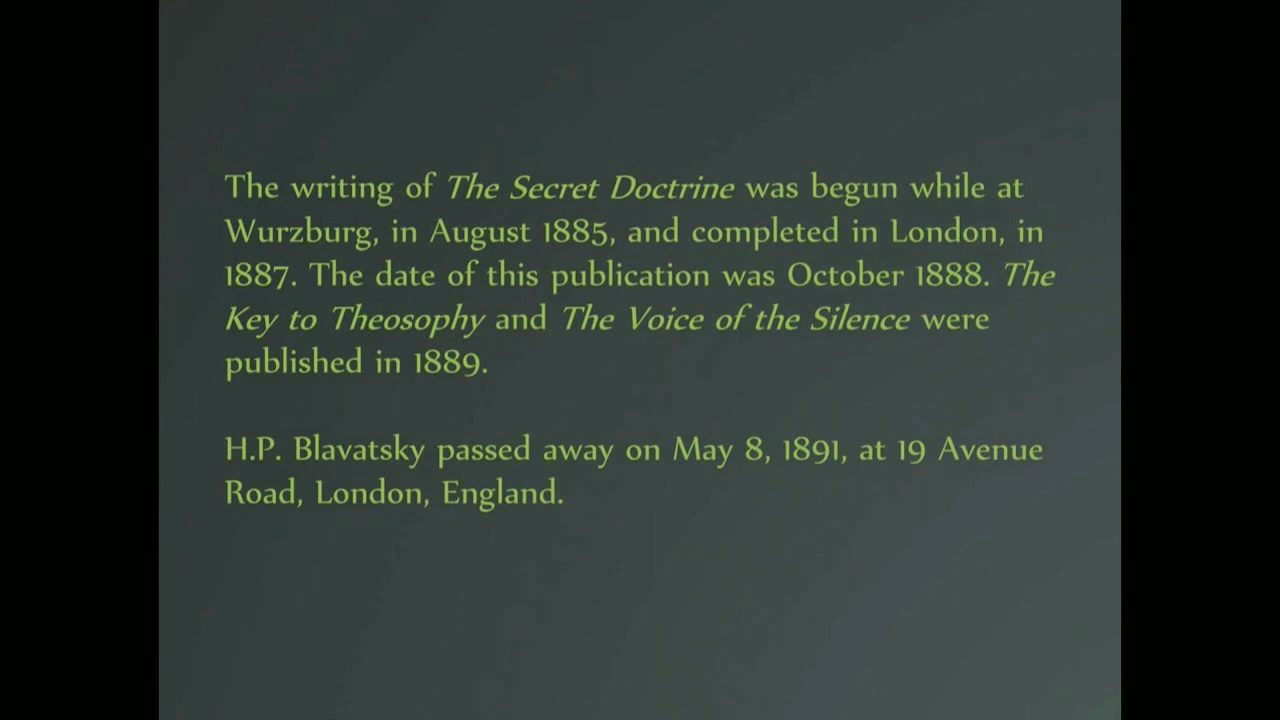 The writing of The Secret Doctrine was begun while at
Wurzburg, in August 1885, and completed in London, in
1887. The date of this publication was October 1888. The
Key to Theosophy and The Voice of the Silence were
published in 1889.
H.P. Blavatsky passed away on May 8, 1891, at 19 Avenue
Road, London, England.